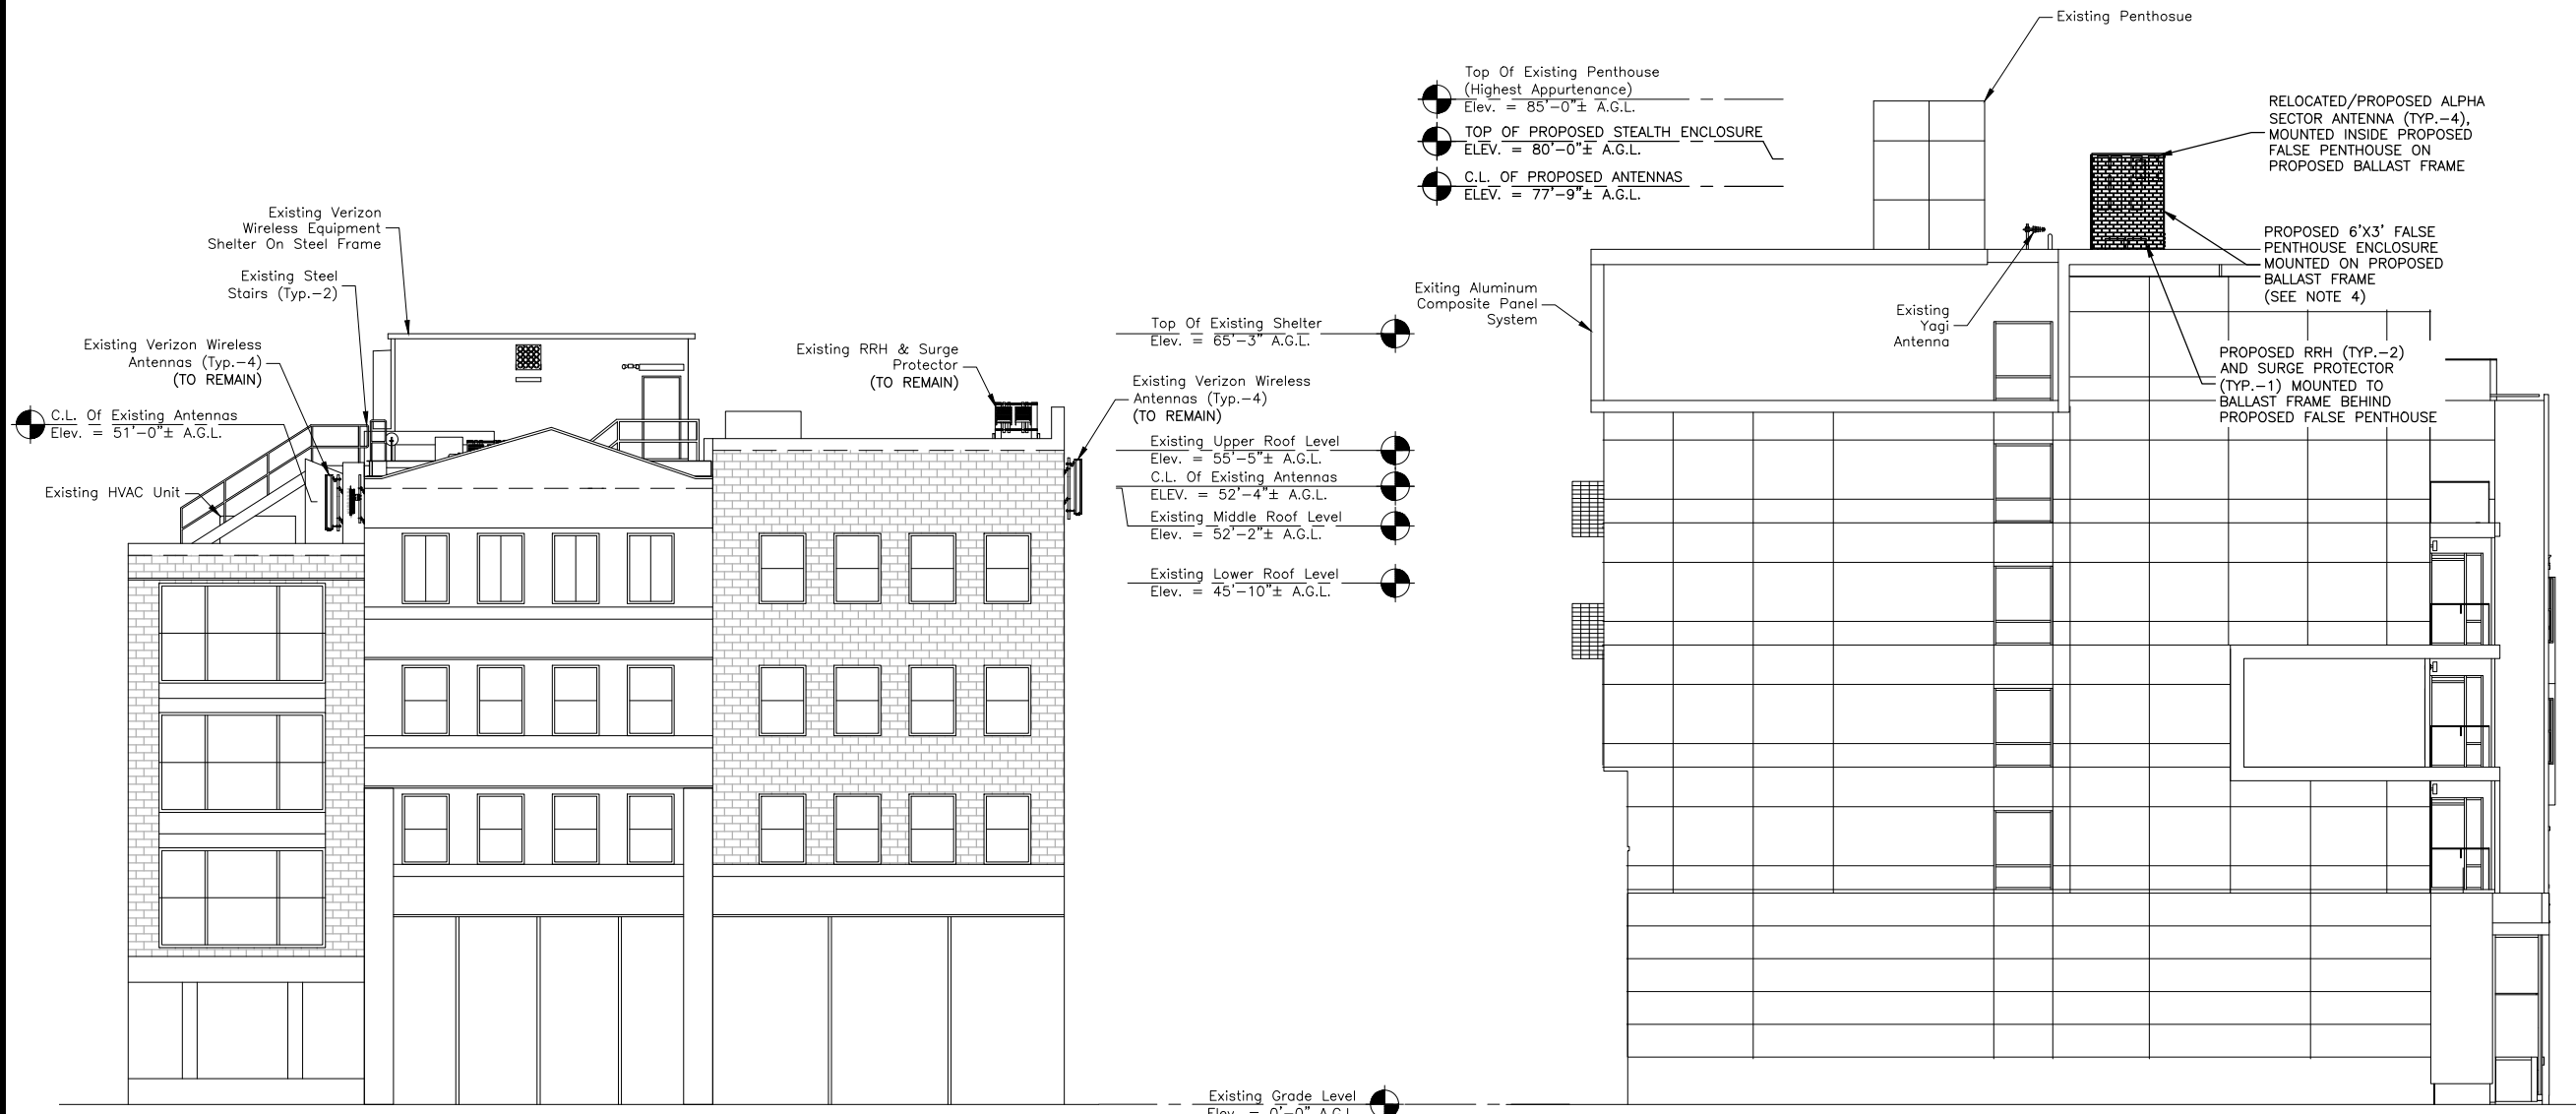 Existing Penthosue
Top Of Existing Penthouse
(Highest Appurtenance)
Elev. = 85'-0"± A.G.L.
TOP OF PROPOSED STEALTH ENCLOSURE
ELEV. = 80'-0"± A.G.L.
C.L. OF PROPOSED ANTENNAS
ELEV. = 77'-9"± A.G.L.
RELOCATED/PROPOSED ALPHA
SECTOR ANTENNA (TYP.-4),
MOUNTED INSIDE PROPOSED
FALSE PENTHOUSE ON
PROPOSED BALLAST FRAME
Existing Verizon
Wireless Equipment
Shelter On Steel Frame
Existing Steel
Stairs (Typ.-2)
Existing Verizon Wireless
Antennas (Typ.-4)
(TO REMAIN)
C.L. Of Existing Antennas
Elev. = 51'-0"± A.G.L.
Existing HVAC Unit
Existing RRH & Surge
Protector
(TO REMAIN)
Existing Verizon Wireless
Antennas (Typ.-4)
(TO REMAIN)
Top Of Existing Shelter
Elev. = 65'-3" A.G.L.
Existing Upper Roof Level
Elev. = 55'-5"± A.G.L.
C.L. Of Existing Antennas
ELEV. = 52'-4"± A.G.L.
Existing Middle Roof Level
Elev. = 52'-2"± A.G.L.
Existing Lower Roof Level
Elev. = 45'-10"± A.G.L.
Exiting Aluminum
Composite Panel
System
Existing
Yagi
Antenna
PROPOSED 6'X3' FALSE
PENTHOUSE ENCLOSURE
MOUNTED ON PROPOSED
BALLAST FRAME
(SEE NOTE 4)
PROPOSED RRH (TYP.-2)
AND SURGE PROTECTOR
(TYP.-1) MOUNTED TO
BALLAST FRAME BEHIND
PROPOSED FALSE PENTHOUSE
Existing Grade Level
Elev. = 0'-0" A.G.L.